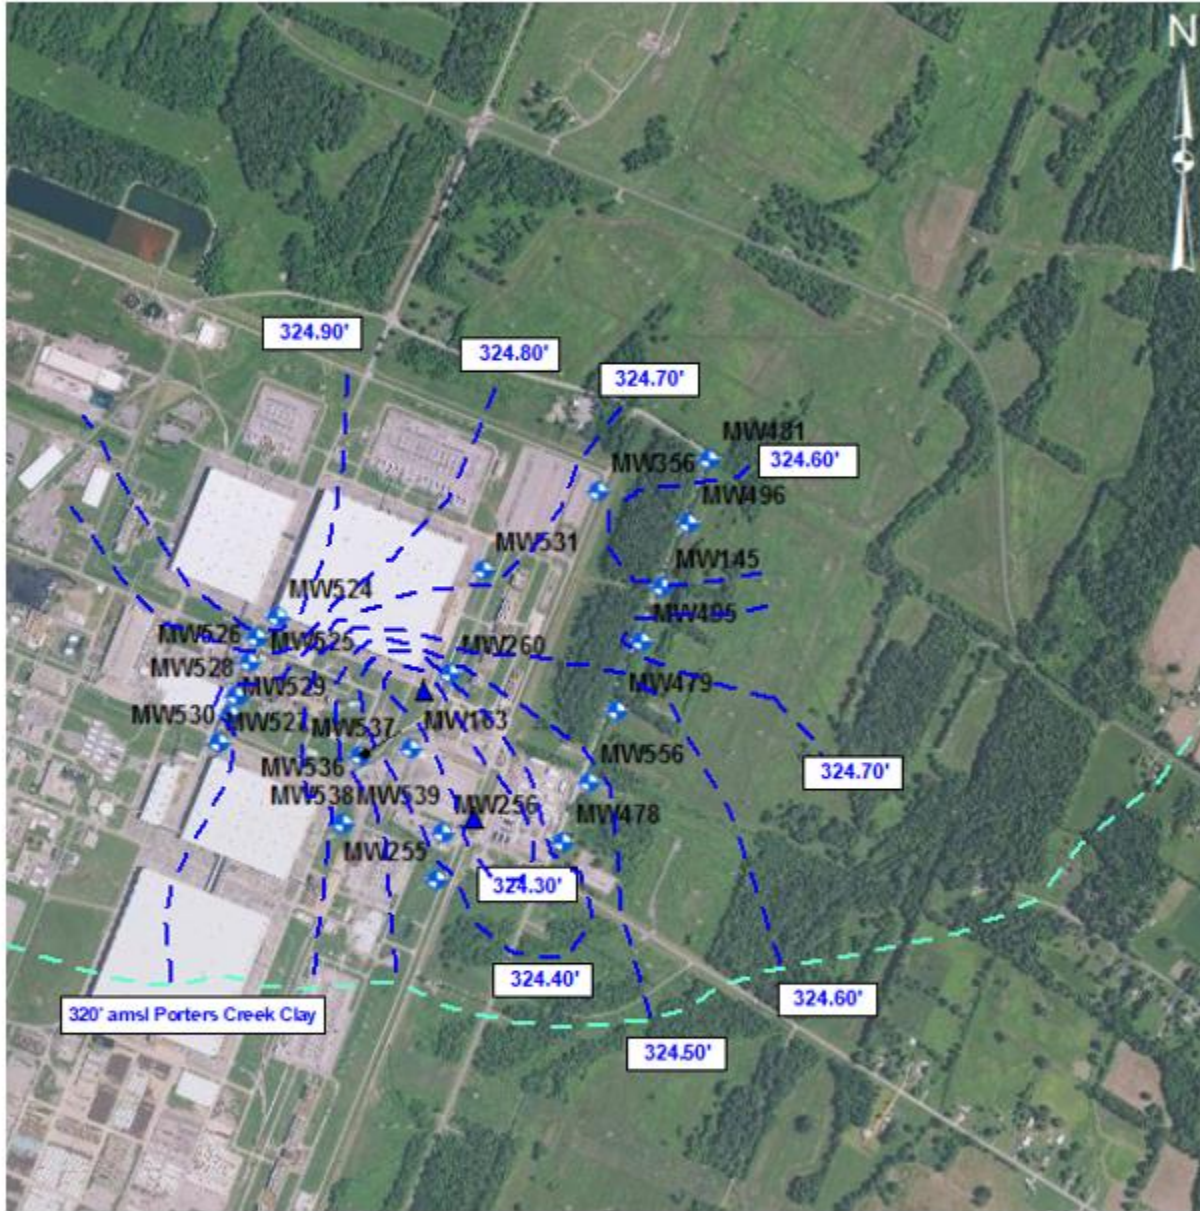 N
324.90'
324.80'
324.70'
MW481
324.60'
MW356
MW496
MW531
MW145
MW524
MW495
MW526
MW525
MW260
MW528
MW479
MW529
MW530
MW527
MW537
MW163
MW556
324.70'
MW536
MW538
MW539
MW256
MW478
MW255
324.30'
324.40'
324.60'
320' amsl Porters Creek Clay
324.50'